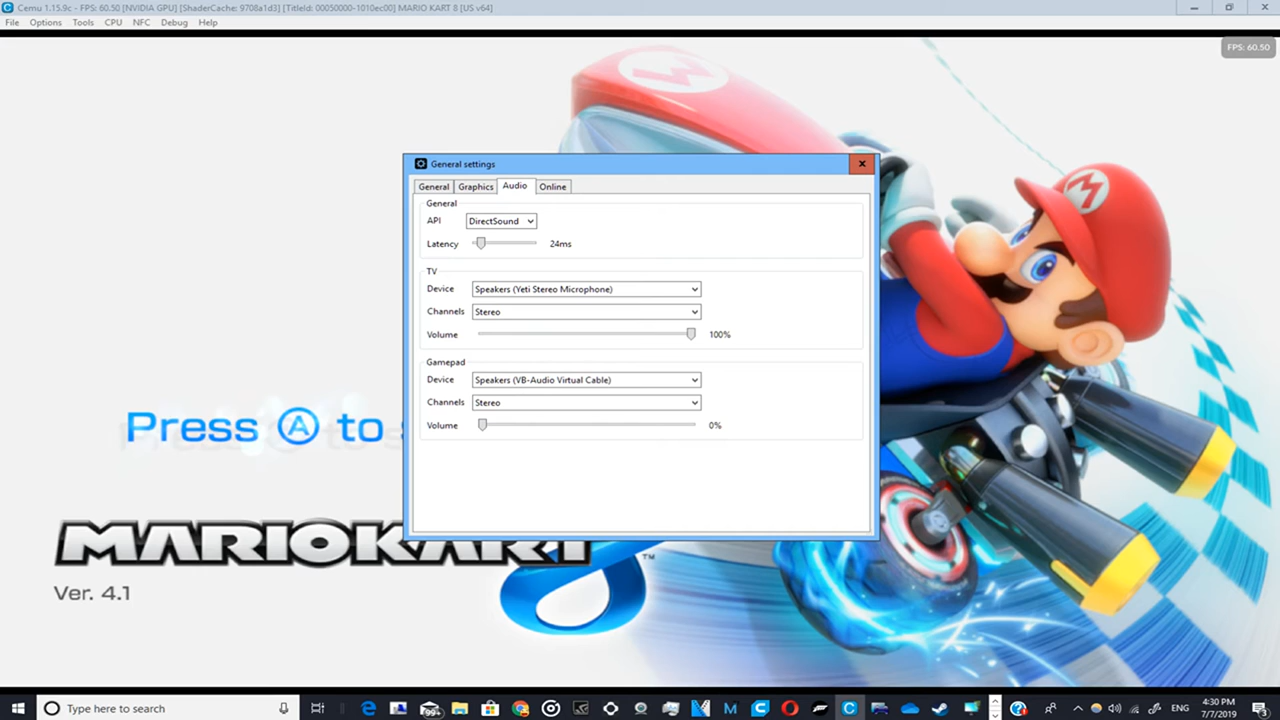 Cemu 1.15.9c - FPS: 60.50 [NVIDIA GPU] [ShaderCache: 9708a1d3] [TitleId: 00050000-1010ec00] MARIO KART 8 [US v64]
File Options Tools CPU NFC Debug Help
FPS: 60.50
General settings
General Graphics Audio Online
General
API DirectSound
Latency 24ms
TV
Device Speakers (Yeti Stereo Microphone)
Channels Stereo
Volume 100%
Gamepad
Device Speakers (VB-Audio Virtual Cable)
Channels Stereo
Volume 0%
Press A to
MARIOKART
8 ™
Ver. 4.1
Type here to search
99+
ENG
4:30 PM
7/7/2019